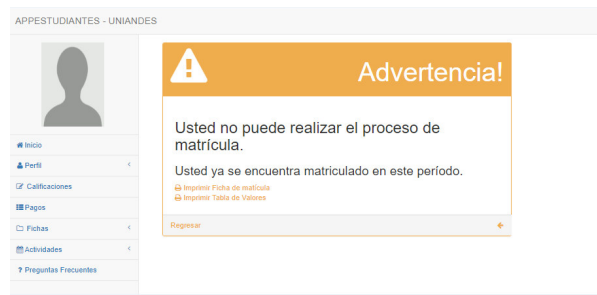 APPESTUDIANTES - UNIANDES
Inicio
Perfil
Calificaciones
Pagos
Fichas
Actividades
? Preguntas Frecuentes
Advertencia!
Usted no puede realizar el proceso de
matrícula.
Usted ya se encuentra matriculado en este período.
Imprimir Ficha de matícula
Imprimir Tabla de Valores
Regresar